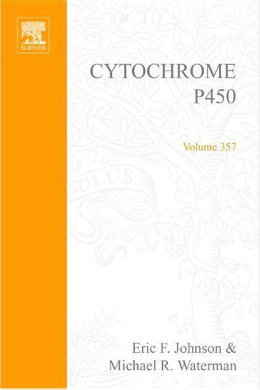 ELSEVIER
CYTOCHROME
P450
Volume 357
Eric F. Johnson &
Michael R. Waterman